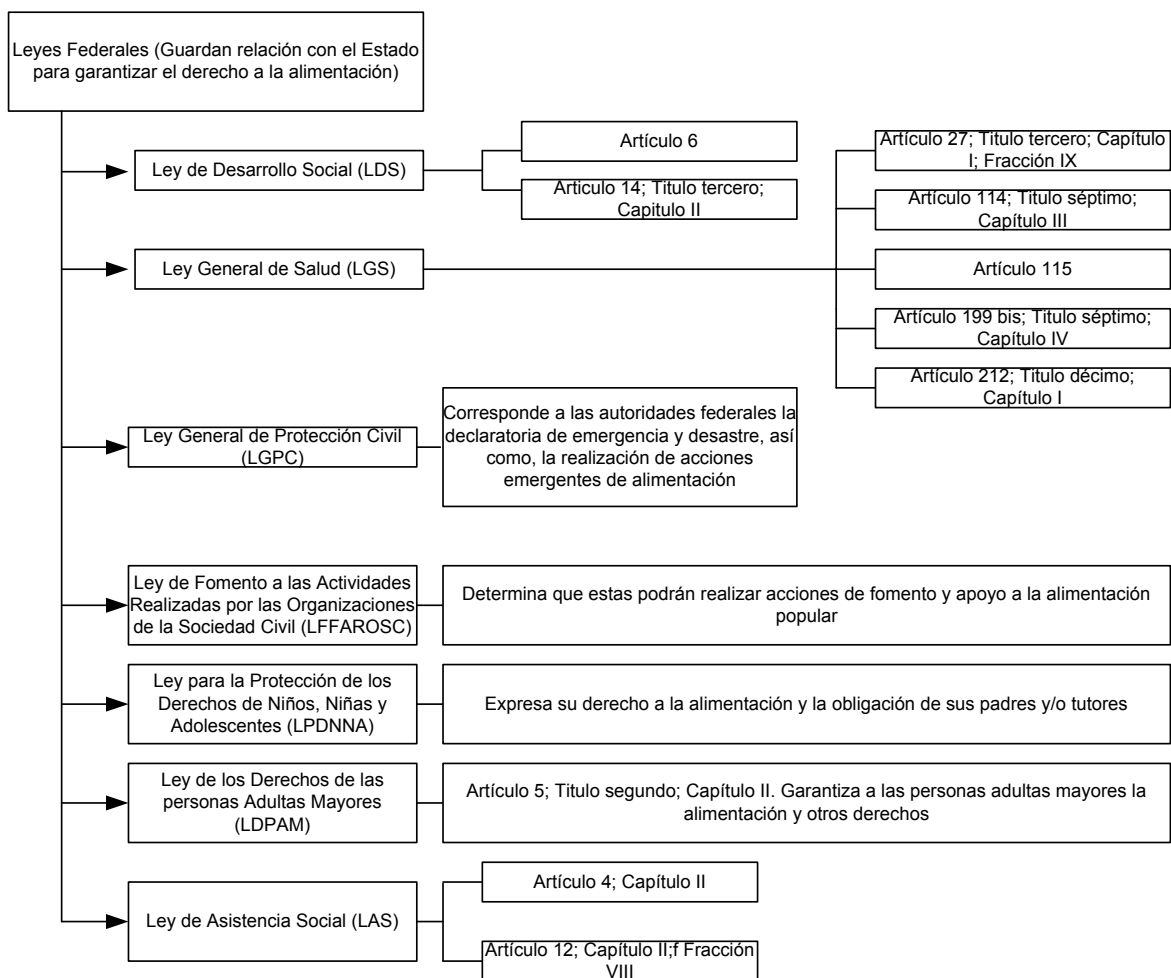 Leyes Federales (Guardan relación con el Estado
para garantizar el derecho a la alimentación)
Ley de Desarrollo Social (LDS)
Artículo 6
Articulo 14; Titulo tercero;
Capitulo II
Ley General de Salud (LGS)
Artículo 27; Titulo tercero; Capítulo
I; Fracción IX
Artículo 114; Titulo séptimo;
Capítulo III
Artículo 115
Artículo 199 bis; Titulo séptimo;
Capítulo IV
Artículo 212; Titulo décimo;
Capítulo I
Ley General de Protección Civil
(LGPC)
Corresponde a las autoridades federales la
declaratoria de emergencia y desastre, así
como, la realización de acciones
emergentes de alimentación
Ley de Fomento a las Actividades
Realizadas por las Organizaciones
de la Sociedad Civil (LFFAROSC)
Determina que estas podrán realizar acciones de fomento y apoyo a la alimentación
popular
Ley para la Protección de los
Derechos de Niños, Niñas y
Adolescentes (LPDNNA)
Expresa su derecho a la alimentación y la obligación de sus padres y/o tutores
Ley de los Derechos de las
personas Adultas Mayores
(LDPAM)
Artículo 5; Titulo segundo; Capítulo II. Garantiza a las personas adultas mayores la
alimentación y otros derechos
Ley de Asistencia Social (LAS)
Artículo 4; Capítulo II
Artículo 12; Capítulo II;f Fracción
VIII